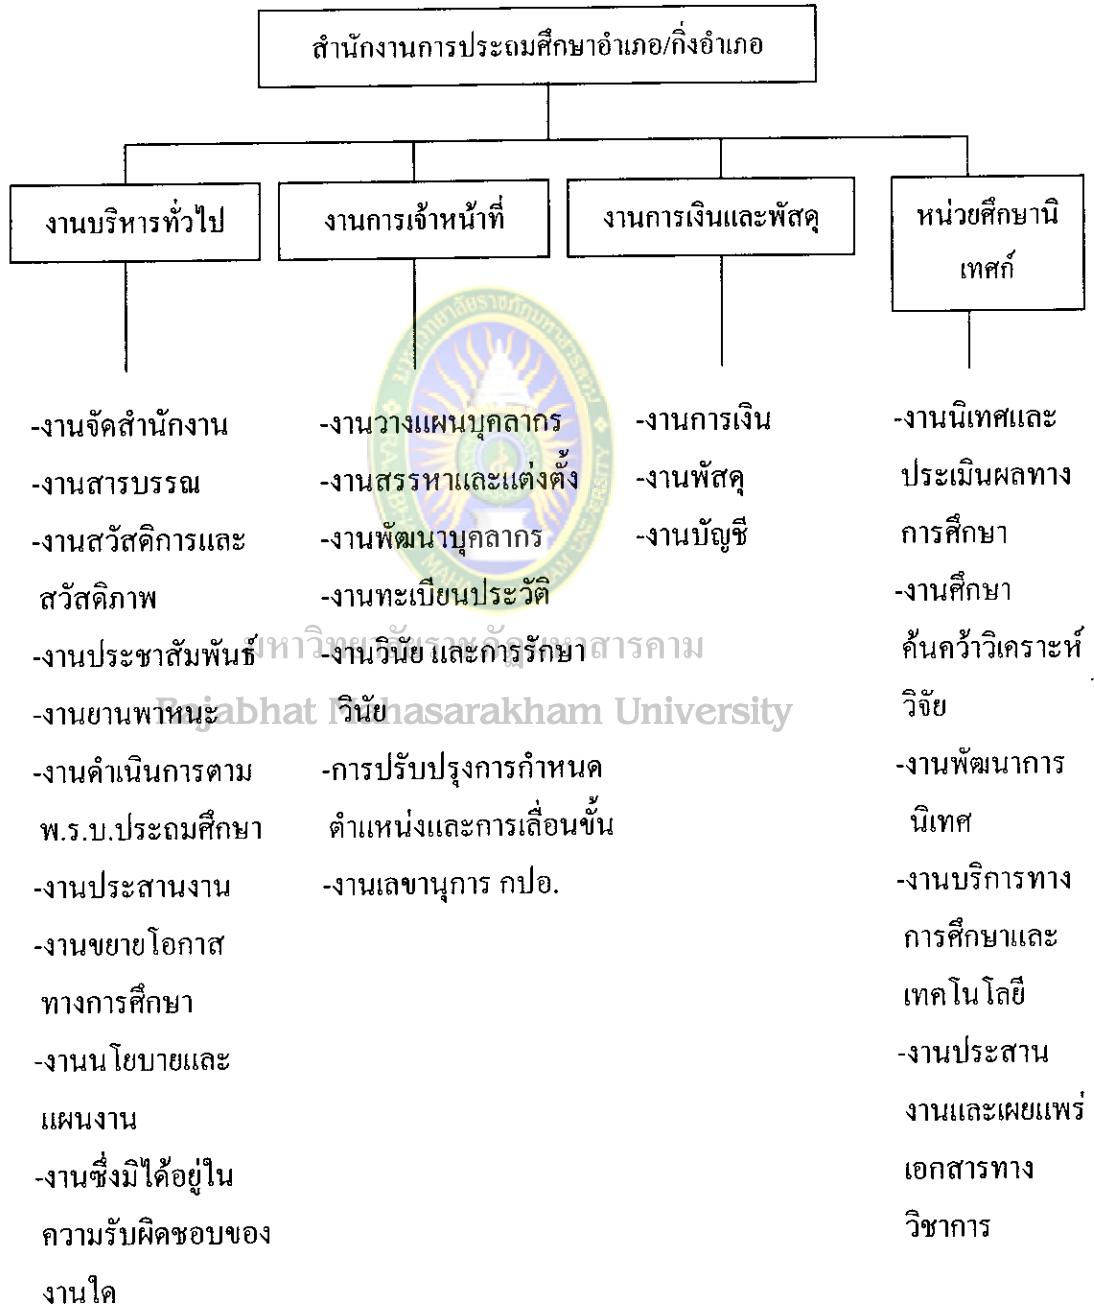 สำนักงานการประถมศึกษาอำเภอ/กิ่งอำเภอ
งานบริหารทั่วไป
งานการเจ้าหน้าที่
งานการเงินและพัสดุ
หน่วยศึกษานิ
เทศก์
-งานจัดสำนักงาน
-งานสารบรรณ
-งานสวัสดิการและ
สวัสดิภาพ
-งานประชาสัมพันธ์
-งานยานพาหนะ
-งานดำเนินการตาม
พ.ร.บ.ประถมศึกษา
-งานประสานงาน
-งานขยายโอกาส
ทางการศึกษา
-งานนโยบายและ
แผนงาน
-งานซึ่งมิได้อยู่ใน
ความรับผิดชอบของ
งานใด
-งานวางแผนบุคลากร
-งานสรรหาและแต่งตั้ง
-งานพัฒนาบุคลากร
-งานทะเบียนประวัติ
-งานวินัย และการรักษา
วินัย
-การปรับปรุงการกำหนด
ตำแหน่งและการเลื่อนขั้น
-งานเลขานุการ กปอ.
-งานการเงิน
-งานพัสดุ
-งานบัญชี
-งานนิเทศและ
ประเมินผลทาง
การศึกษา
-งานศึกษา
ค้นคว้าวิเคราะห์
วิจัย
-งานพัฒนาการ
นิเทศ
-งานบริการทาง
การศึกษาและ
เทคโนโลยี
-งานประสาน
งานและเผยแพร่
เอกสารทาง
วิชาการ
มหาวิทยาลัยราชภัฏมหาสารคาม
Rajabhat Mahasarakham University